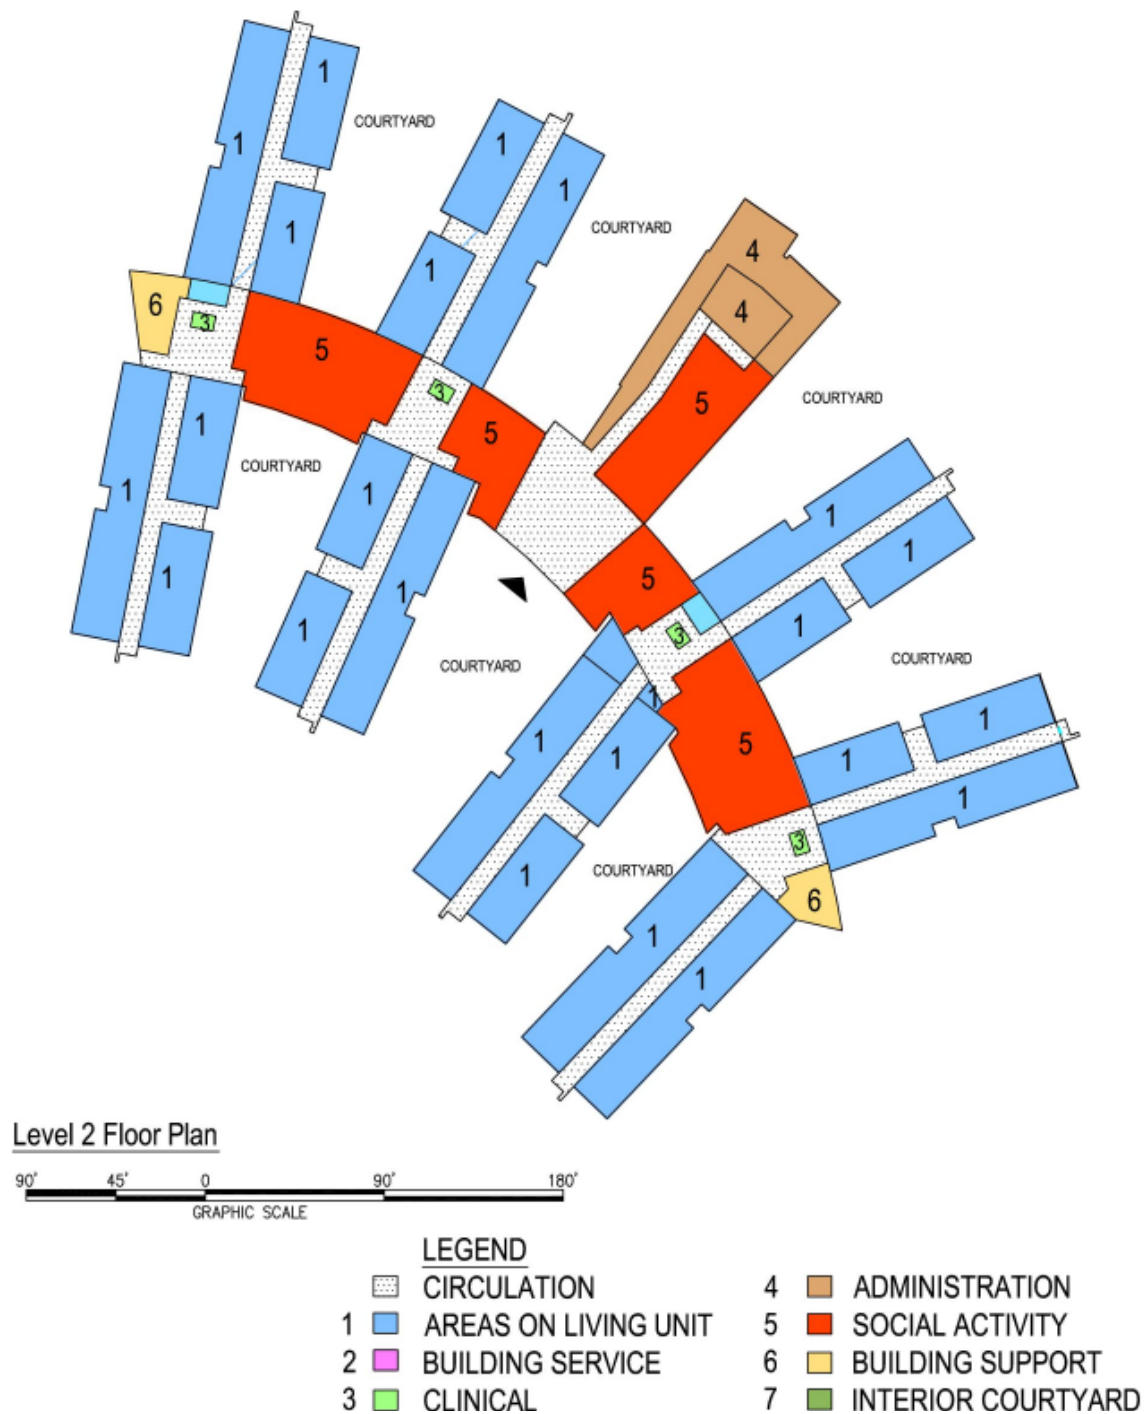 1
1
COURTYARD
1
1
1
COURTYARD
1
1
4
6
3
4
5
3
COURTYARD
5
1
5
COURTYARD
1
1
1
1
5
1
1
1
3
1
COURTYARD
COURTYARD
1
1
1
5
1
1
1
1
3
COURTYARD
1
6
1
1
Level 2 Floor Plan
90' 45' 0 90' 180'
GRAPHIC SCALE
LEGEND
CIRCULATION
1 AREAS ON LIVING UNIT
2 BUILDING SERVICE
3 CLINICAL
4 ADMINISTRATION
5 SOCIAL ACTIVITY
6 BUILDING SUPPORT
7 INTERIOR COURTYARD